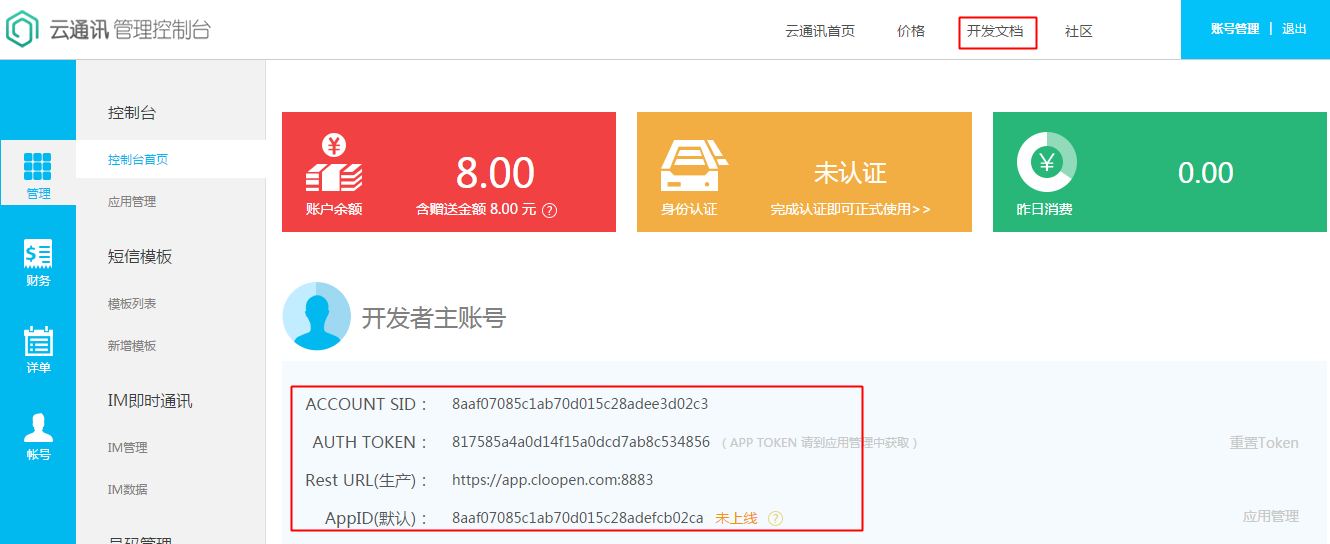 云通讯 管理控制台
云通讯首页 价格 开发文档 社区 账号管理 | 退出
管理
财务
详单
帐号
控制台
控制台首页
应用管理
短信模板
模板列表
新增模板
IM即时通讯
IM管理
IM数据
号码管理
¥
8.00
账户余额 含赠送金额 8.00 元 ?
未认证
身份认证 完成认证即可正式使用>>
¥
0.00
昨日消费
开发者主账号
ACCOUNT SID： 8aaf07085c1ab70d015c28adee3d02c3
AUTH TOKEN： 817585a4a0d14f15a0dcd7ab8c534856 （ APP TOKEN 请到应用管理中获取 ） 重置Token
Rest URL(生产)： https://app.cloopen.com:8883
AppID(默认)： 8aaf07085c1ab70d015c28adefcb02ca 未上线 ? 应用管理